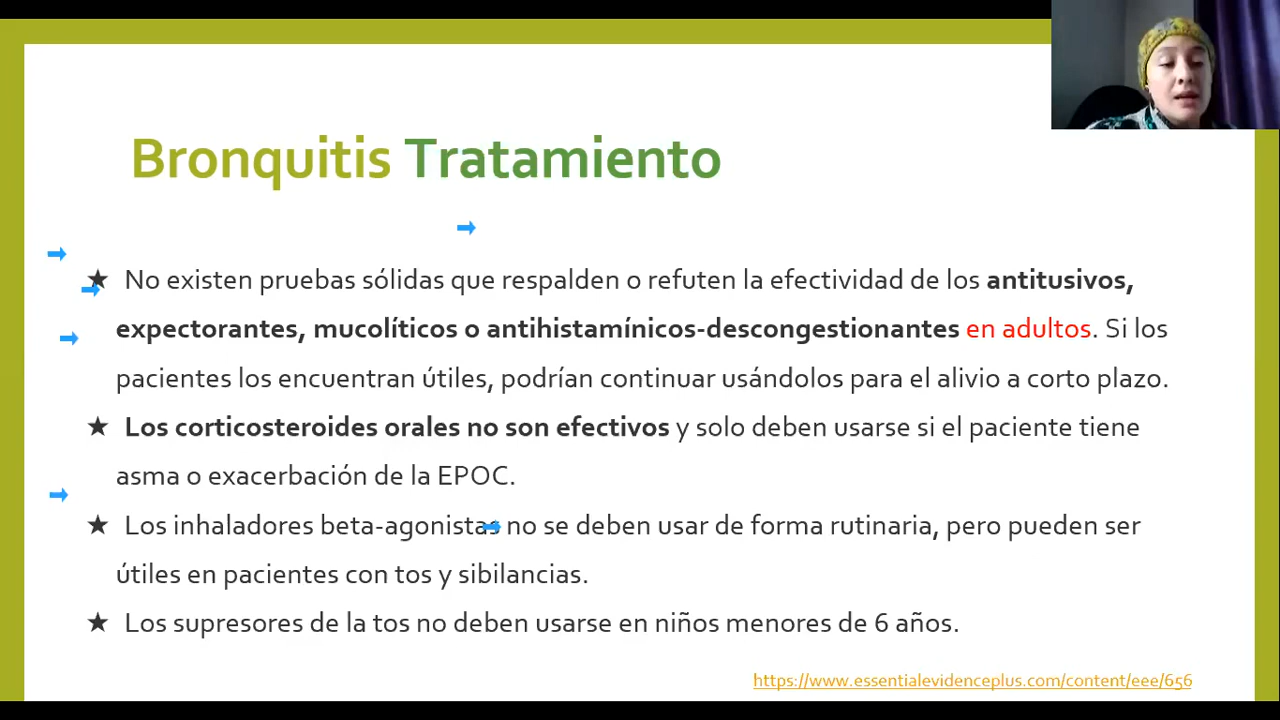 Bronquitis Tratamiento
★ No existen pruebas sólidas que respalden o refuten la efectividad de los antitusivos,
expectorantes, mucolíticos o antihistamínicos-descongestionantes en adultos. Si los
pacientes los encuentran útiles, podrían continuar usándolos para el alivio a corto plazo.
★ Los corticosteroides orales no son efectivos y solo deben usarse si el paciente tiene
asma o exacerbación de la EPOC.
★ Los inhaladores beta-agonistas no se deben usar de forma rutinaria, pero pueden ser
útiles en pacientes con tos y sibilancias.
★ Los supresores de la tos no deben usarse en niños menores de 6 años.
https://www.essentialevidenceplus.com/content/eee/656